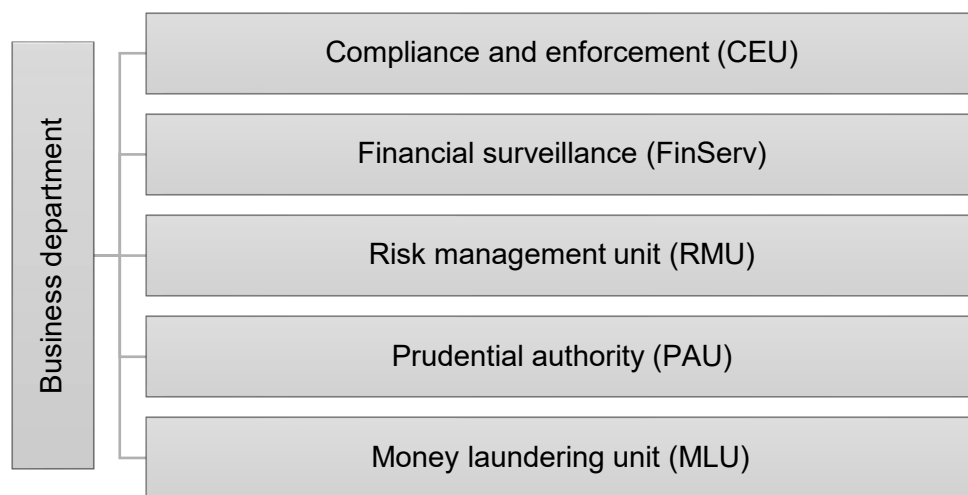 Business department
Compliance and enforcement (CEU)
Financial surveillance (FinServ)
Risk management unit (RMU)
Prudential authority (PAU)
Money laundering unit (MLU)